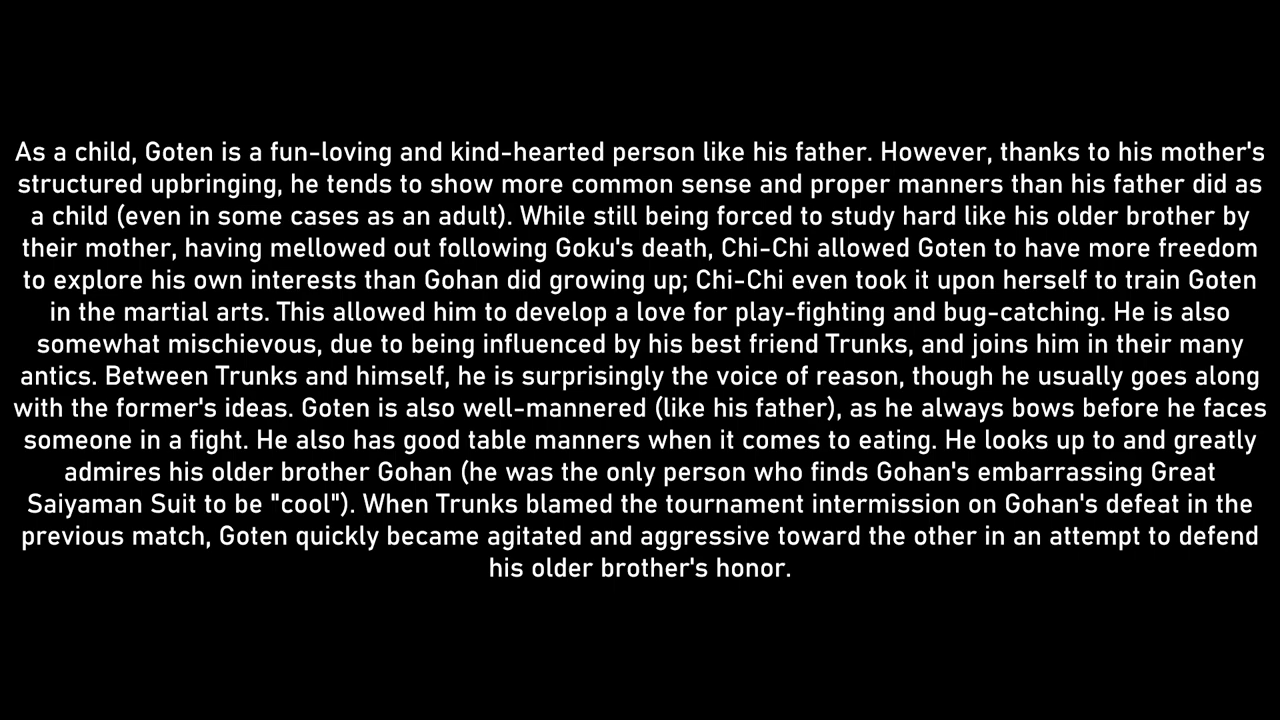 As a child, Goten is a fun-loving and kind-hearted person like his father. However, thanks to his mother's
structured upbringing, he tends to show more common sense and proper manners than his father did as
a child (even in some cases as an adult). While still being forced to study hard like his older brother by
their mother, having mellowed out following Goku's death, Chi-Chi allowed Goten to have more freedom
to explore his own interests than Gohan did growing up; Chi-Chi even took it upon herself to train Goten
in the martial arts. This allowed him to develop a love for play-fighting and bug-catching. He is also
somewhat mischievous, due to being influenced by his best friend Trunks, and joins him in their many
antics. Between Trunks and himself, he is surprisingly the voice of reason, though he usually goes along
with the former's ideas. Goten is also well-mannered (like his father), as he always bows before he faces
someone in a fight. He also has good table manners when it comes to eating. He looks up to and greatly
admires his older brother Gohan (he was the only person who finds Gohan's embarrassing Great
Saiyaman Suit to be "cool"). When Trunks blamed the tournament intermission on Gohan's defeat in the
previous match, Goten quickly became agitated and aggressive toward the other in an attempt to defend
his older brother's honor.